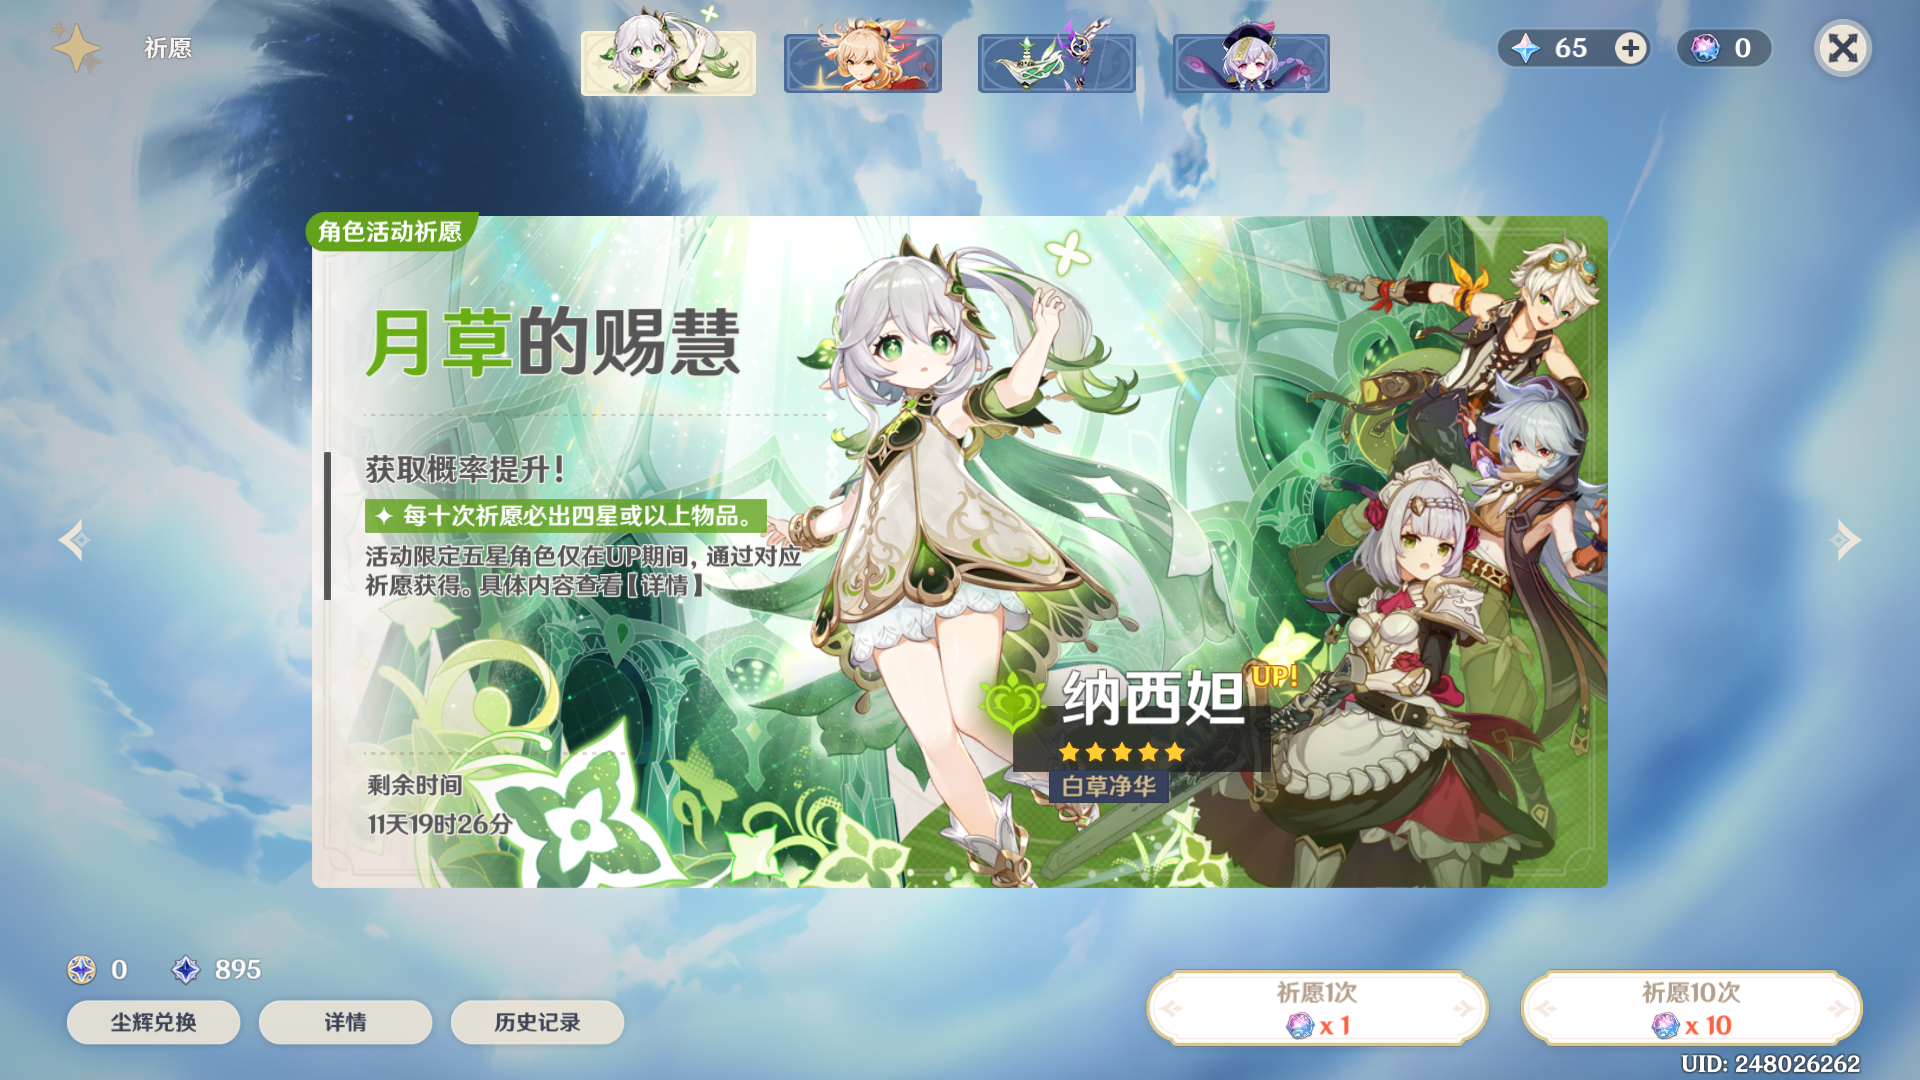 祈愿
65
0
角色活动祈愿
月草的赐慧
获取概率提升！
每十次祈愿必出四星或以上物品。
活动限定五星角色仅在UP期间，通过对应
祈愿获得。具体内容查看【详情】
纳西妲
UP!
白草净华
剩余时间
11天19时26分
0
895
尘辉兑换
详情
历史记录
祈愿1次
x 1
祈愿10次
x 10
UID: 248026262